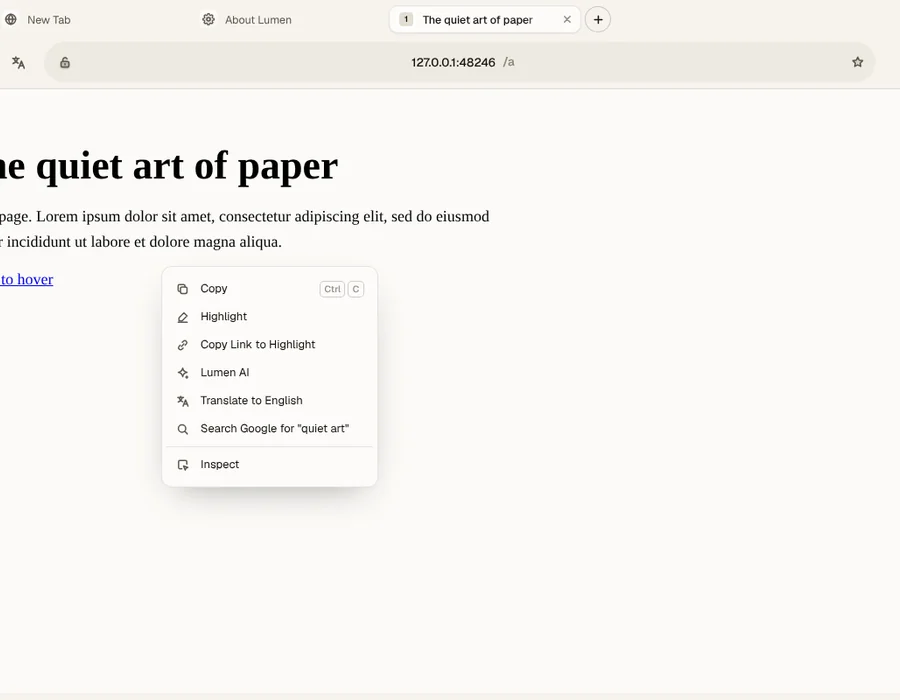 New Tab
About Lumen
1 The quiet art of paper
127.0.0.1:48246 /a
he quiet art of paper
page. Lorem ipsum dolor sit amet, consectetur adipiscing elit, sed do eiusmod
r incididunt ut labore et dolore magna aliqua.
to hover
Copy Ctrl C
Highlight
Copy Link to Highlight
Lumen AI
Translate to English
Search Google for "quiet art"
Inspect